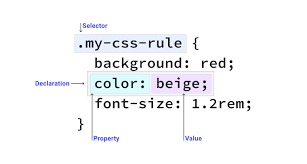 Selector
.my-css-rule {
background: red;
Declaration
color: beige;
font-size: 1.2rem;
}
Property
Value